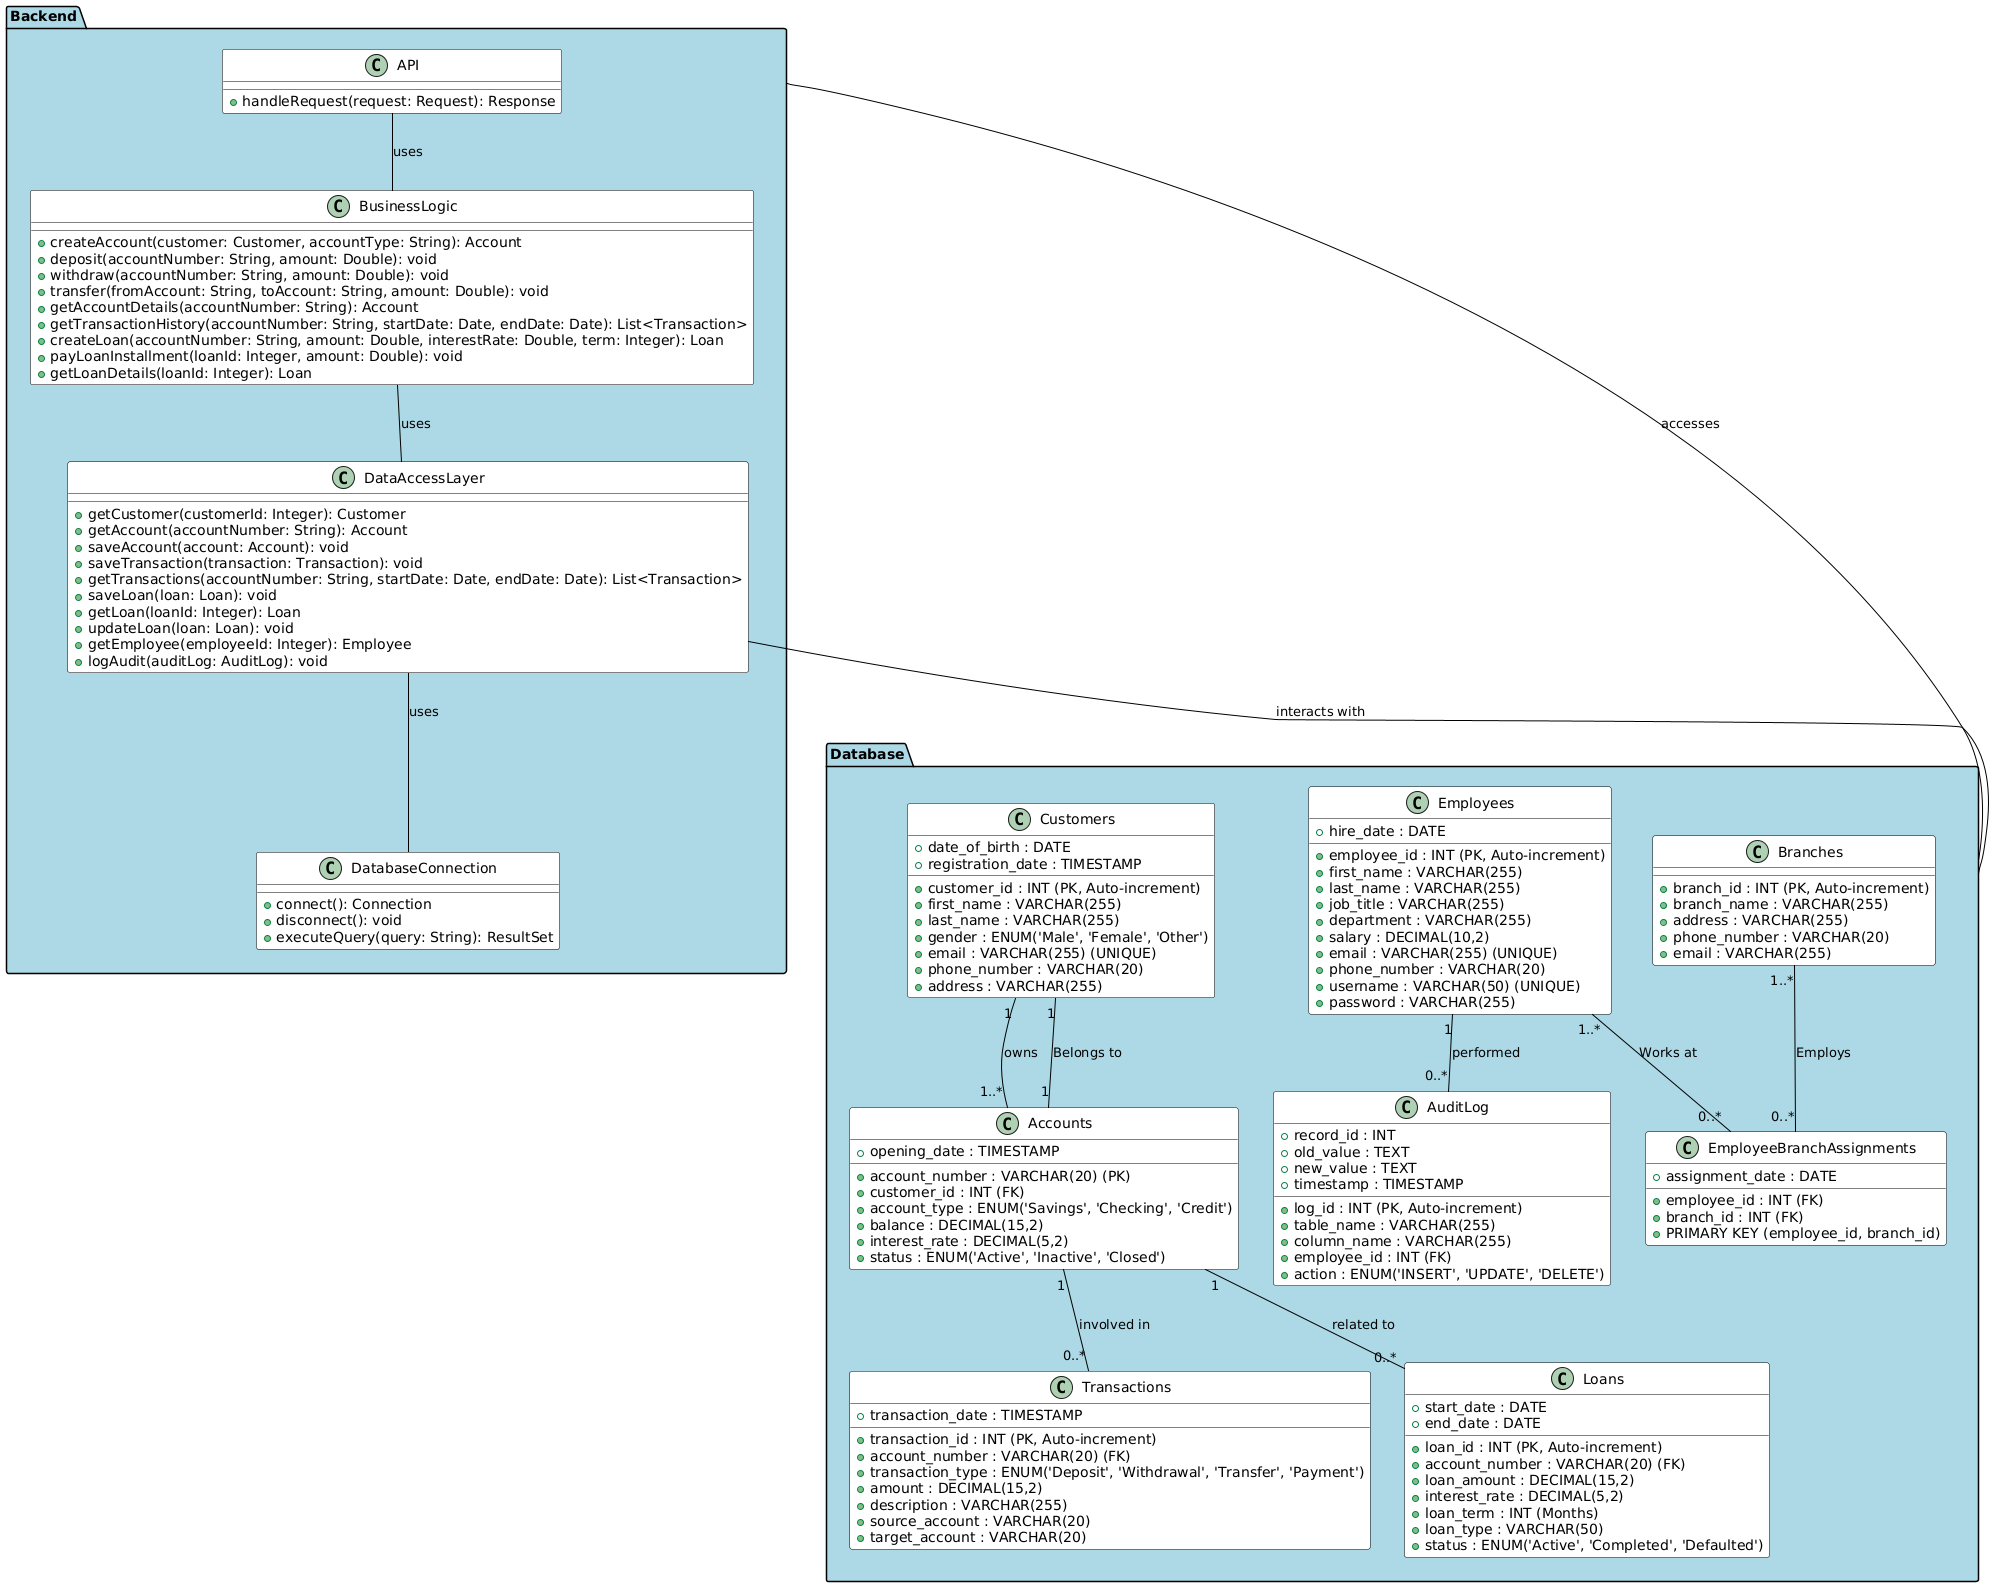 Backend
C API
handleRequest(request: Request): Response
uses
C BusinessLogic
createAccount(customer: Customer, accountType: String): Account
deposit(accountNumber: String, amount: Double): void
withdraw(accountNumber: String, amount: Double): void
transfer(fromAccount: String, toAccount: String, amount: Double): void
getAccountDetails(accountNumber: String): Account
getTransactionHistory(accountNumber: String, startDate: Date, endDate: Date): List<Transaction>
createLoan(accountNumber: String, amount: Double, interestRate: Double, term: Integer): Loan
payLoanInstallment(loanId: Integer, amount: Double): void
getLoanDetails(loanId: Integer): Loan
uses
accesses
C DataAccessLayer
getCustomer(customerId: Integer): Customer
getAccount(accountNumber: String): Account
saveAccount(account: Account): void
saveTransaction(transaction: Transaction): void
getTransactions(accountNumber: String, startDate: Date, endDate: Date): List<Transaction>
saveLoan(loan: Loan): void
getLoan(loanId: Integer): Loan
updateLoan(loan: Loan): void
getEmployee(employeeId: Integer): Employee
logAudit(auditLog: AuditLog): void
uses
interacts with
C DatabaseConnection
connect(): Connection
disconnect(): void
executeQuery(query: String): ResultSet
Database
C Customers
date_of_birth : DATE
registration_date : TIMESTAMP
customer_id : INT (PK, Auto-increment)
first_name : VARCHAR(255)
last_name : VARCHAR(255)
gender : ENUM('Male', 'Female', 'Other')
email : VARCHAR(255) (UNIQUE)
phone_number : VARCHAR(20)
address : VARCHAR(255)
C Employees
hire_date : DATE
employee_id : INT (PK, Auto-increment)
first_name : VARCHAR(255)
last_name : VARCHAR(255)
job_title : VARCHAR(255)
department : VARCHAR(255)
salary : DECIMAL(10,2)
email : VARCHAR(255) (UNIQUE)
phone_number : VARCHAR(20)
username : VARCHAR(50) (UNIQUE)
password : VARCHAR(255)
C Branches
branch_id : INT (PK, Auto-increment)
branch_name : VARCHAR(255)
address : VARCHAR(255)
phone_number : VARCHAR(20)
email : VARCHAR(255)
1
1
1
1..*
1..*
owns
Belongs to
performed
Works at
Employs
1..*
1
0..*
0..*
0..*
C Accounts
opening_date : TIMESTAMP
account_number : VARCHAR(20) (PK)
customer_id : INT (FK)
account_type : ENUM('Savings', 'Checking', 'Credit')
balance : DECIMAL(15,2)
interest_rate : DECIMAL(5,2)
status : ENUM('Active', 'Inactive', 'Closed')
C AuditLog
record_id : INT
old_value : TEXT
new_value : TEXT
timestamp : TIMESTAMP
log_id : INT (PK, Auto-increment)
table_name : VARCHAR(255)
column_name : VARCHAR(255)
employee_id : INT (FK)
action : ENUM('INSERT', 'UPDATE', 'DELETE')
C EmployeeBranchAssignments
assignment_date : DATE
employee_id : INT (FK)
branch_id : INT (FK)
PRIMARY KEY (employee_id, branch_id)
1
1
involved in
related to
0..*
0..*
C Transactions
transaction_date : TIMESTAMP
transaction_id : INT (PK, Auto-increment)
account_number : VARCHAR(20) (FK)
transaction_type : ENUM('Deposit', 'Withdrawal', 'Transfer', 'Payment')
amount : DECIMAL(15,2)
description : VARCHAR(255)
source_account : VARCHAR(20)
target_account : VARCHAR(20)
C Loans
start_date : DATE
end_date : DATE
loan_id : INT (PK, Auto-increment)
account_number : VARCHAR(20) (FK)
loan_amount : DECIMAL(15,2)
interest_rate : DECIMAL(5,2)
loan_term : INT (Months)
loan_type : VARCHAR(50)
status : ENUM('Active', 'Completed', 'Defaulted')